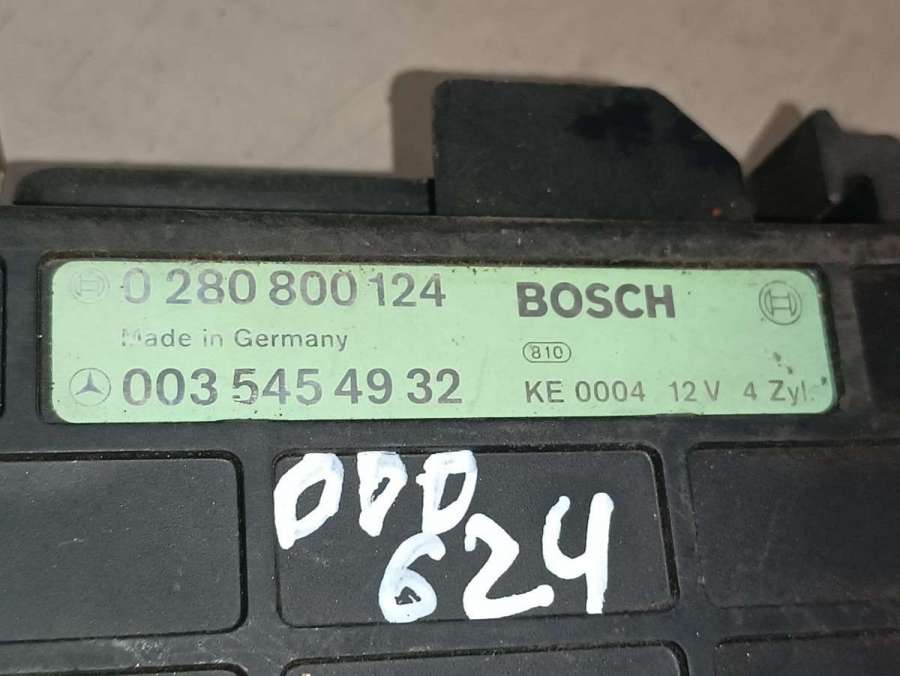 0 280 800 124 BOSCH
Made in Germany 810
003 545 49 32 KE 0004 12 V 4 Zyl.
ODD
624